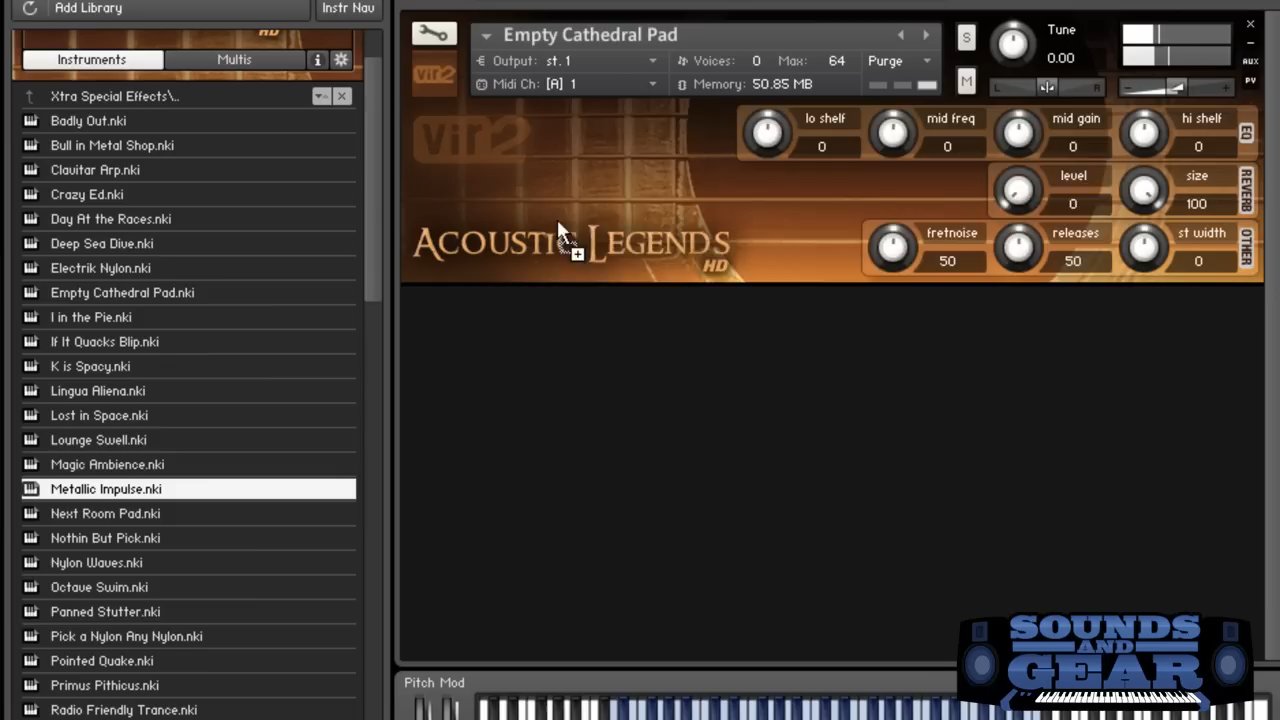 Add Library
Instr Nav
HD
Instruments
Multis
i
Xtra Special Effects\..
Badly Out.nki
Bull in Metal Shop.nki
Clavitar Arp.nki
Crazy Ed.nki
Day At the Races.nki
Deep Sea Dive.nki
Electrik Nylon.nki
Empty Cathedral Pad.nki
I in the Pie.nki
If It Quacks Blip.nki
K is Spacy.nki
Lingua Aliena.nki
Lost in Space.nki
Lounge Swell.nki
Magic Ambience.nki
Metallic Impulse.nki
Next Room Pad.nki
Nothin But Pick.nki
Nylon Waves.nki
Octave Swim.nki
Panned Stutter.nki
Pick a Nylon Any Nylon.nki
Pointed Quake.nki
Primus Pithicus.nki
Radio Friendly Trance.nki
Empty Cathedral Pad
Output: st. 1
Voices: 0 Max: 64 Purge
Midi Ch: [A] 1
Memory: 50.85 MB
S
M
Tune
0.00
L R
- +
AUX
PV
Vir2
Vir2
lo shelf
0
mid freq
0
mid gain
0
hi shelf
0
EQ
level
0
size
100
REVERB
fretnoise
50
releases
50
st width
0
OTHER
ACOUSTIC LEGENDS
HD
Pitch Mod
SOUNDS
AND
GEAR